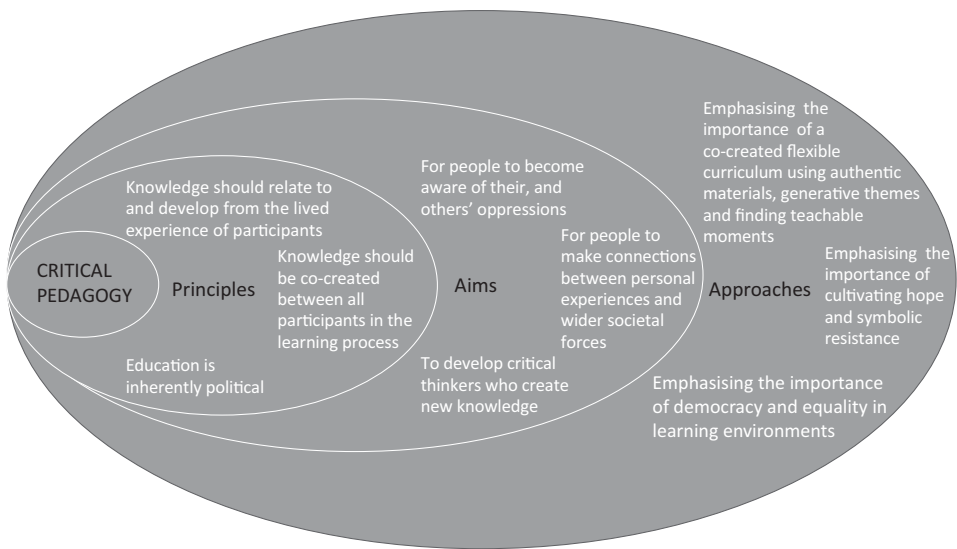 CRITICAL
PEDAGOGY
Principles
Knowledge should relate to
and develop from the lived
experience of participants
Knowledge should
be co-created
between all
participants in the
learning process
Education is
inherently political
Aims
For people to become
aware of their, and
others’ oppressions
For people to
make connections
between personal
experiences and
wider societal
forces
To develop critical
thinkers who create
new knowledge
Approaches
Emphasising the
importance of a
co-created flexible
curriculum using authentic
materials, generative themes
and finding teachable
moments
Emphasising the
importance of
cultivating hope
and symbolic
resistance
Emphasising the importance
of democracy and equality in
learning environments